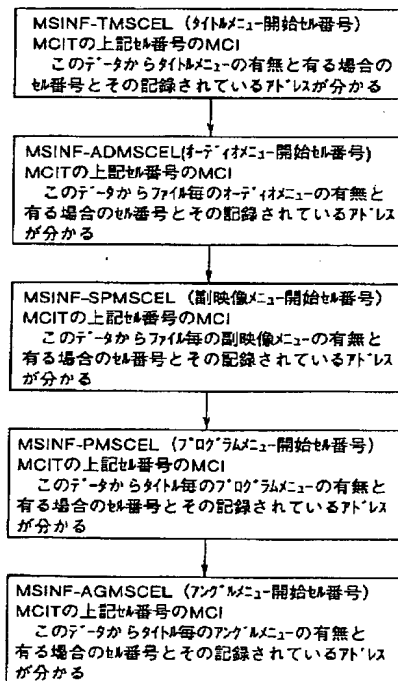 MSINF-TMSCEL (ﾀｲﾄﾙﾒﾆｭｰ開始ｾﾙ番号)
MCITの上記ｾﾙ番号のMCI
このﾃﾞｰﾀからﾀｲﾄﾙﾒﾆｭｰの有無と有る場合の
ｾﾙ番号とその記録されているｱﾄﾞﾚｽが分かる
MSINF-ADMSCEL(ｵｰﾃﾞｨｵﾒﾆｭｰ開始ｾﾙ番号)
MCITの上記ｾﾙ番号のMCI
このﾃﾞｰﾀからﾌｧｲﾙ毎のｵｰﾃﾞｨｵﾒﾆｭｰの有無と
有る場合のｾﾙ番号とその記録されているｱﾄﾞﾚｽ
が分かる
MSINF-SPMSCEL (副映像ﾒﾆｭｰ開始ｾﾙ番号)
MCITの上記ｾﾙ番号のMCI
このﾃﾞｰﾀからﾌｧｲﾙ毎の副映像ﾒﾆｭｰの有無と
有る場合のｾﾙ番号とその記録されているｱﾄﾞﾚｽ
が分かる
MSINF-PMSCEL (ﾌﾟﾛｸﾞﾗﾑﾒﾆｭｰ開始ｾﾙ番号)
MCITの上記ｾﾙ番号のMCI
このﾃﾞｰﾀからﾀｲﾄﾙ毎のﾌﾟﾛｸﾞﾗﾑﾒﾆｭｰの有無と
有る場合のｾﾙ番号とその記録されているｱﾄﾞﾚｽ
が分かる
MSINF-AGMSCEL (ｱﾝｸﾞﾙﾒﾆｭｰ開始ｾﾙ番号)
MCITの上記ｾﾙ番号のMCI
このﾃﾞｰﾀからﾀｲﾄﾙ毎のｱﾝｸﾞﾙﾒﾆｭｰの有無と
有る場合のｾﾙ番号とその記録されているｱﾄﾞﾚｽ
が分かる